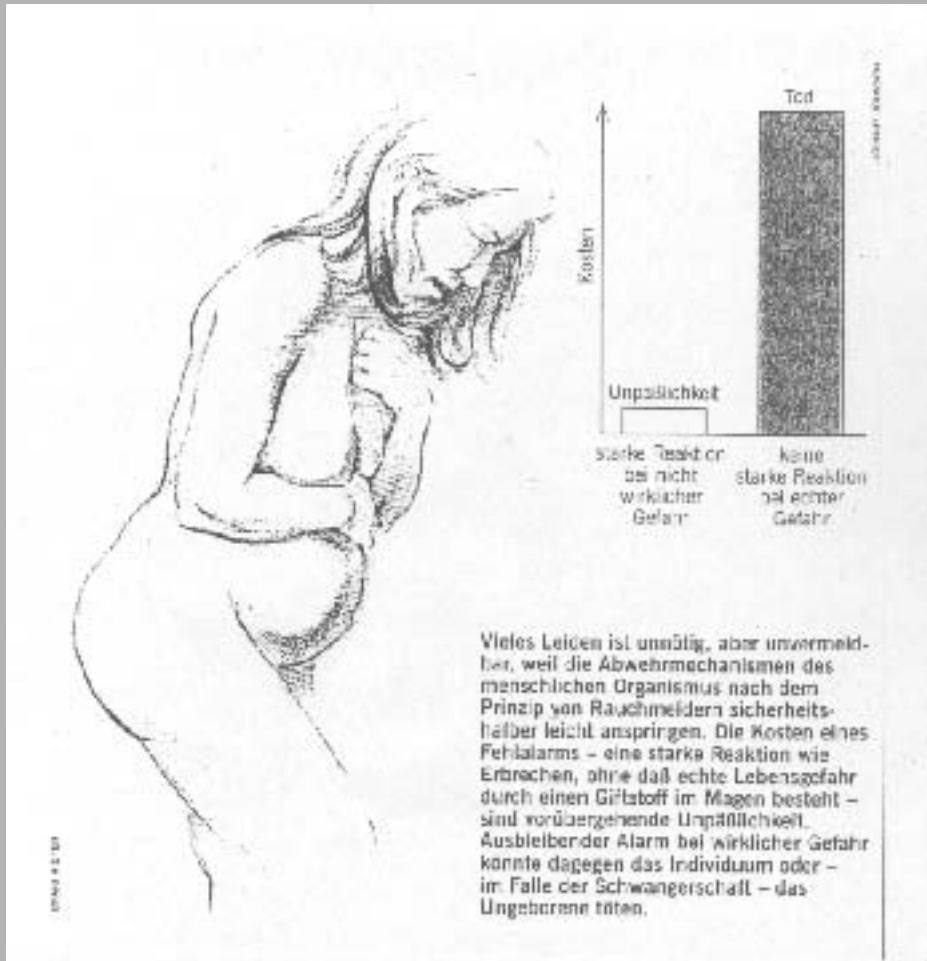 Tod
Kosten
Unpäßlichkeit
starke Reaktion
bei nicht
wirklicher
Gefahr
keine
starke Reaktion
bei echter
Gefahr
Vieles Leiden ist unnötig, aber unvermeid-
bar, weil die Abwehrmechanismen des
menschlichen Organismus nach dem
Prinzip von Rauchmeldern sicherheits-
halber leicht anspringen. Die Kosten eines
Fehlalarms – eine starke Reaktion wie
Erbrechen, ohne daß echte Lebensgefahr
durch einen Giftstoff im Magen besteht –
sind vorübergehende Unpäßlichkeit.
Ausbleibender Alarm bei wirklicher Gefahr
könnte dagegen das Individuum oder –
im Falle der Schwangerschaft – das
Ungeborene töten.